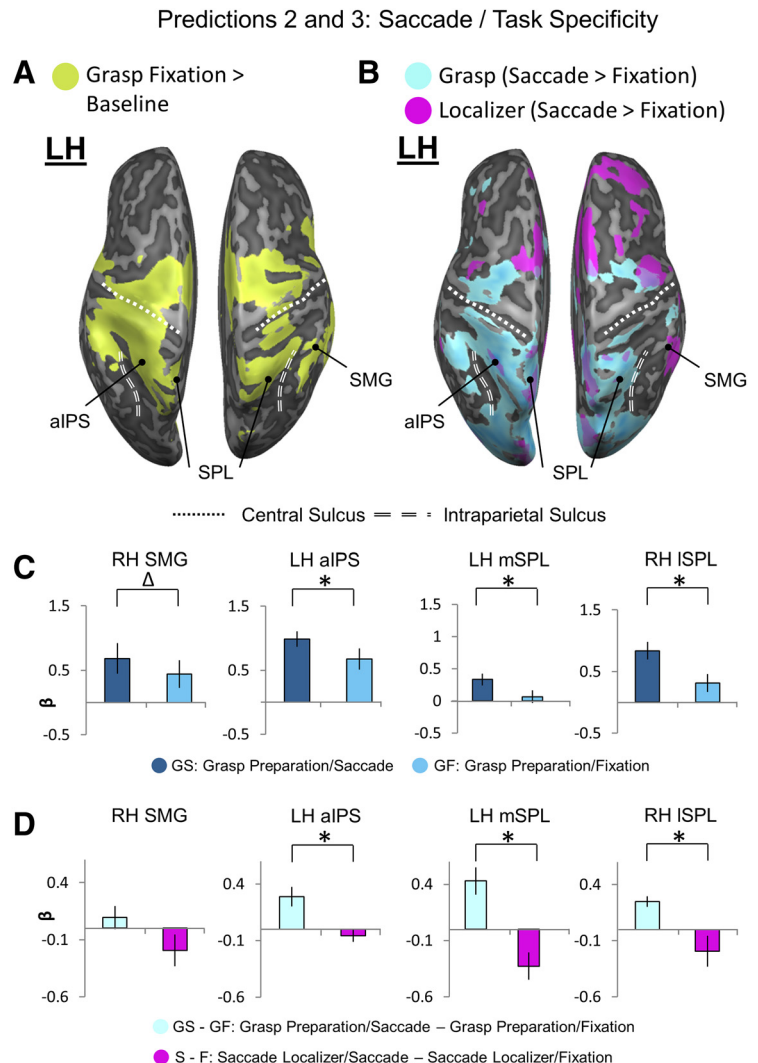 Predictions 2 and 3: Saccade / Task Specificity
A Grasp Fixation >
Baseline
B Grasp (Saccade > Fixation)
Localizer (Saccade > Fixation)
LH
LH
aIPS
SMG
SPL
aIPS
SMG
SPL
Central Sulcus
Intraparietal Sulcus
C
RH SMG
LH aIPS
LH mSPL
RH lSPL
Δ
*
*
*
1.5
0.5
-0.5
β
1.5
0.5
-0.5
1.5
1
0.5
0
-0.5
1.5
0.5
-0.5
GS: Grasp Preparation/Saccade
GF: Grasp Preparation/Fixation
D
RH SMG
LH aIPS
LH mSPL
RH lSPL
*
*
*
0.4
-0.1
-0.6
β
0.4
-0.1
-0.6
0.4
-0.1
-0.6
0.4
-0.1
-0.6
GS - GF: Grasp Preparation/Saccade – Grasp Preparation/Fixation
S - F: Saccade Localizer/Saccade – Saccade Localizer/Fixation